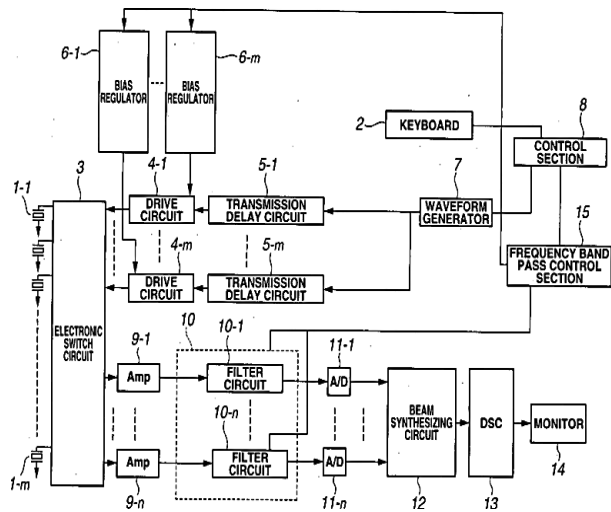 6-1
BIAS
REGULATOR
6-m
BIAS
REGULATOR
2
KEYBOARD
8
CONTROL
SECTION
1-1
3
4-1
DRIVE
CIRCUIT
5-1
TRANSMISSION
DELAY CIRCUIT
7
WAVEFORM
GENERATOR
15
FREQUENCY BAND
PASS CONTROL
SECTION
4-m
DRIVE
CIRCUIT
5-m
TRANSMISSION
DELAY CIRCUIT
ELECTRONIC
SWITCH
CIRCUIT
10
10-1
FILTER
CIRCUIT
9-1
Amp
11-1
A/D
BEAM
SYNTHESIZING
CIRCUIT
DSC
MONITOR
14
10-n
FILTER
CIRCUIT
1-m
Amp
9-n
A/D
11-n
12
13